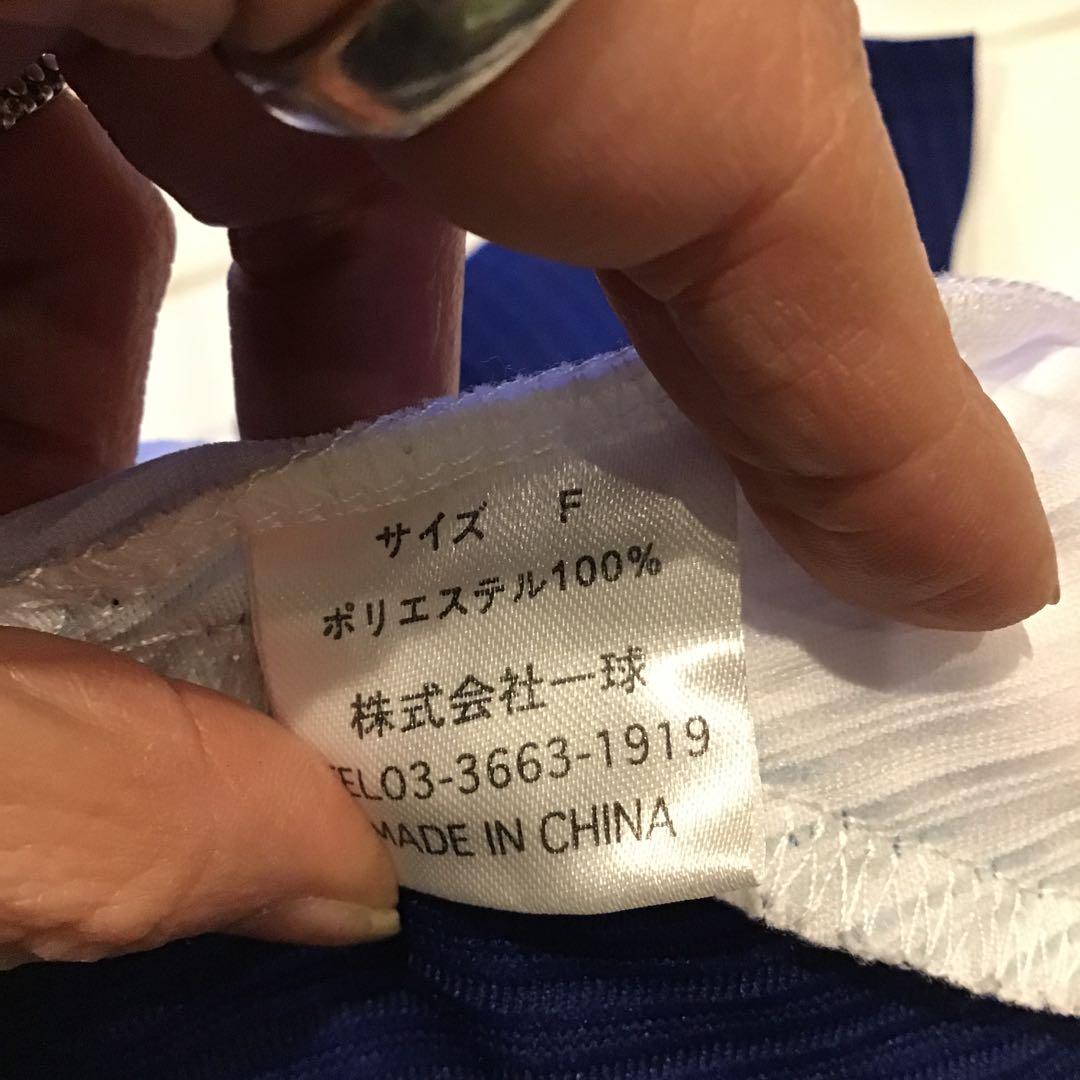 サイズ F
ポリエステル100%
株式会社一球
TEL03-3663-1919
MADE IN CHINA